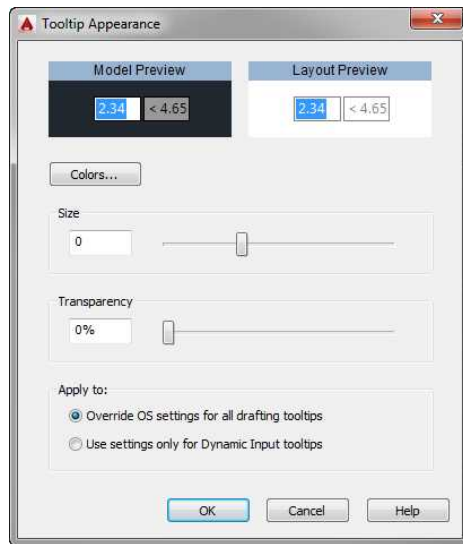 Tooltip Appearance
Model Preview Layout Preview
2.34 < 4.65 2.34 < 4.65
Colors...
Size
0
Transparency
0%
Apply to:
Override OS settings for all drafting tooltips
Use settings only for Dynamic Input tooltips
OK Cancel Help